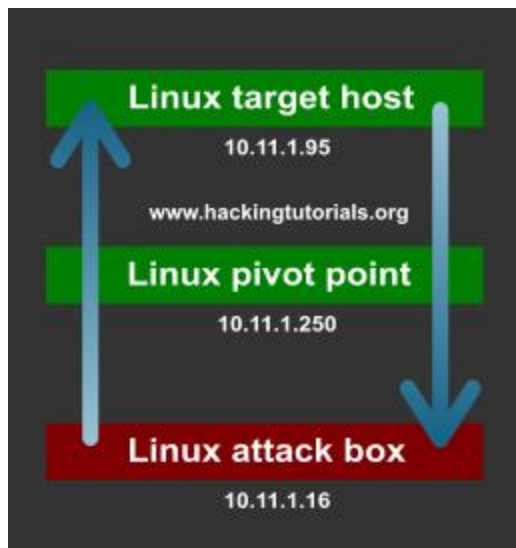 Linux target host
10.11.1.95
www.hackingtutorials.org
Linux pivot point
10.11.1.250
Linux attack box
10.11.1.16